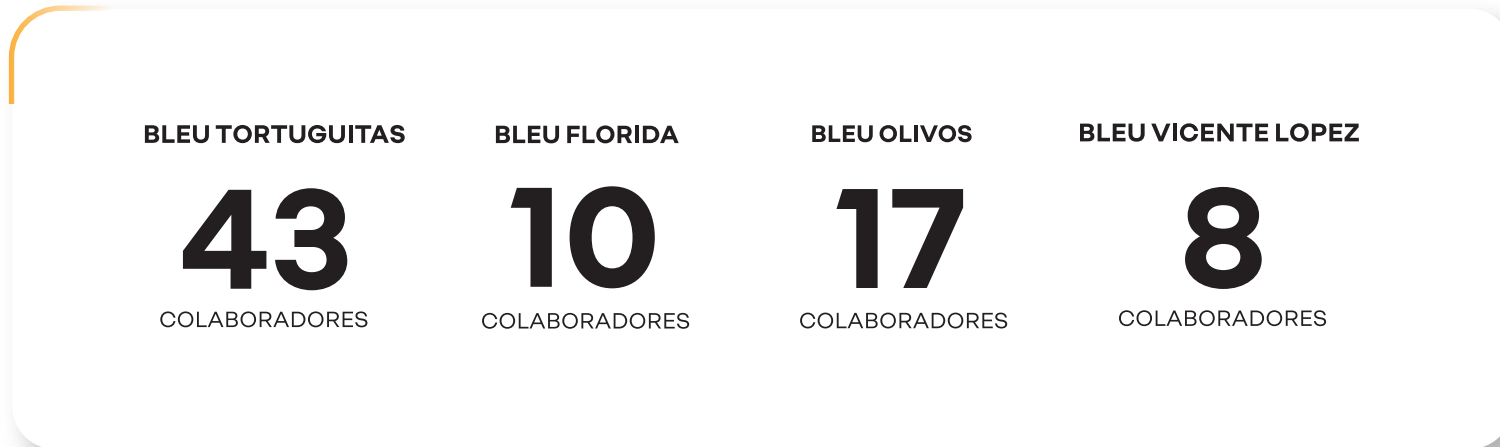 BLEU TORTUGUITAS
43
COLABORADORES
BLEU FLORIDA
10
COLABORADORES
BLEU OLIVOS
17
COLABORADORES
BLEU VICENTE LOPEZ
8
COLABORADORES